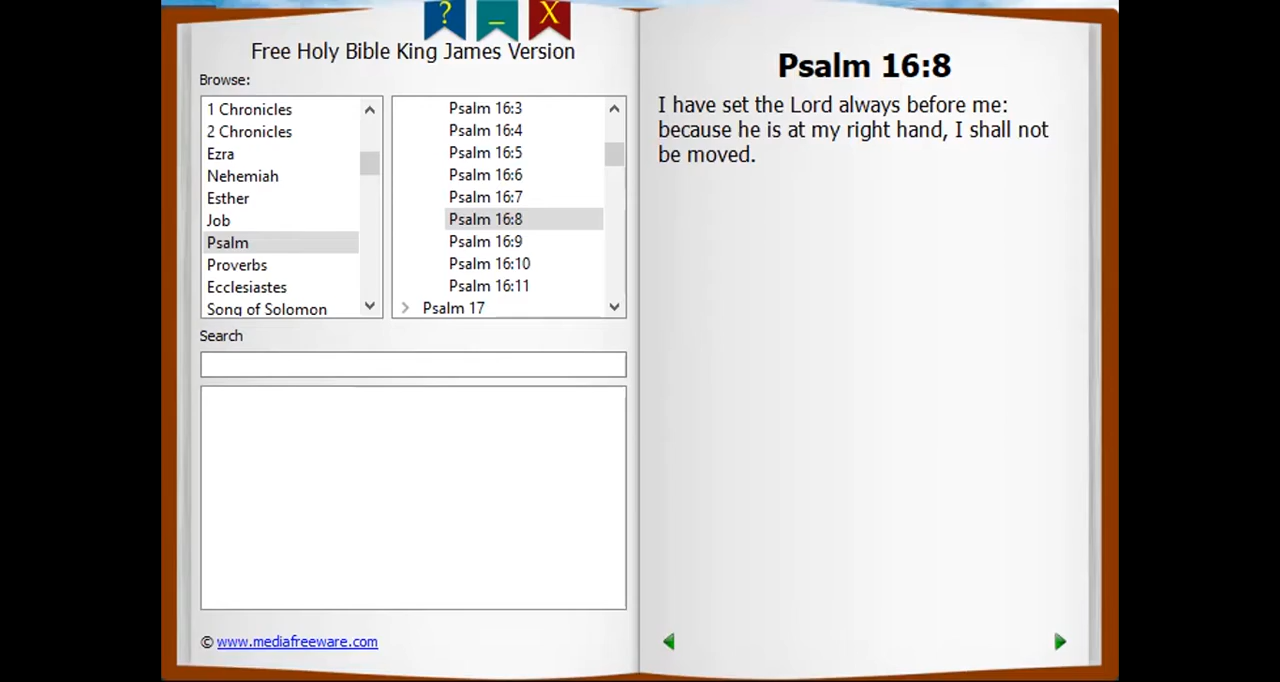 ? _ X
Free Holy Bible King James Version
Browse:
1 Chronicles
2 Chronicles
Ezra
Nehemiah
Esther
Job
Psalm
Proverbs
Ecclesiastes
Song of Solomon
Psalm 16:3
Psalm 16:4
Psalm 16:5
Psalm 16:6
Psalm 16:7
Psalm 16:8
Psalm 16:9
Psalm 16:10
Psalm 16:11
Psalm 17
Search
© www.mediafreeware.com
Psalm 16:8
I have set the Lord always before me:
because he is at my right hand, I shall not
be moved.